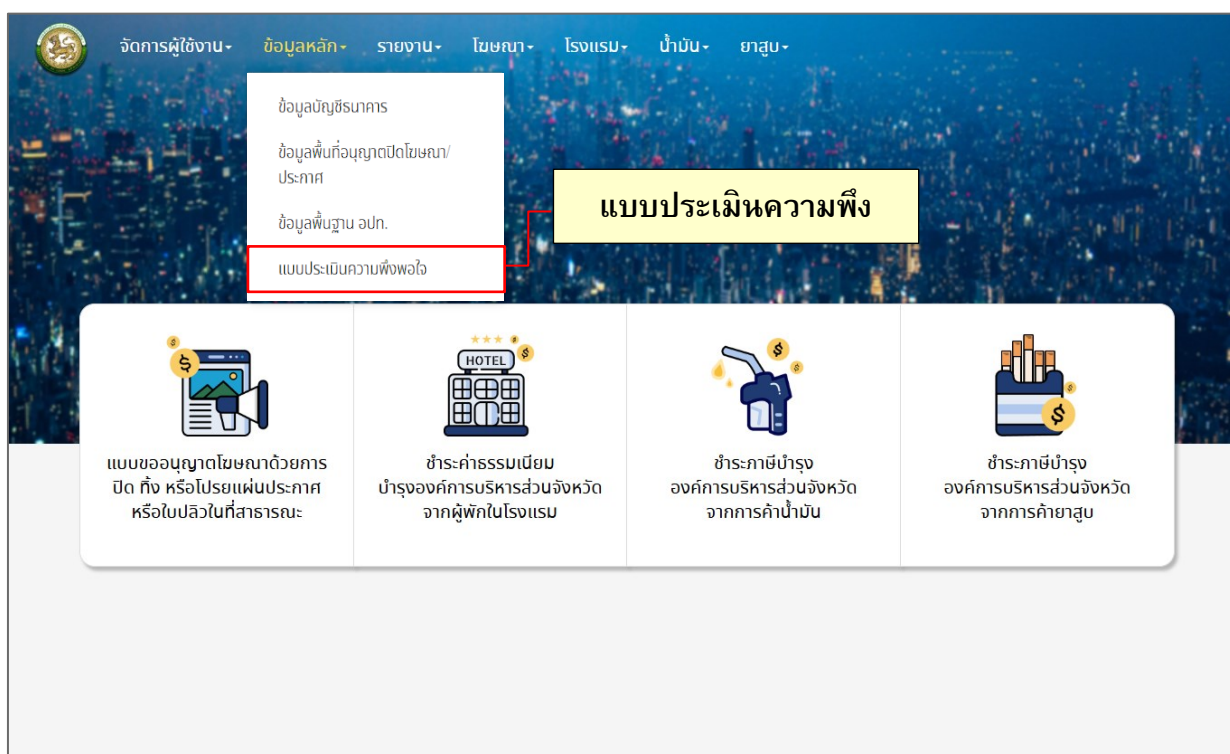 จัดการผู้ใช้งาน ข้อมูลหลัก รายงาน โฆษณา โรงแรม น้ำมัน ยาสูบ
ข้อมูลบัญชีธนาคาร
ข้อมูลพื้นที่อนุญาตปิดโฆษณา/
ประกาศ
ข้อมูลพื้นฐาน อปท.
แบบประเมินความพึงพอใจ
แบบประเมินความพึง
HOTEL
แบบขออนุญาตโฆษณาด้วยการ
ปิด ทิ้ง หรือโปรยแผ่นประกาศ
หรือใบปลิวในที่สาธารณะ
ชำระค่าธรรมเนียม
บำรุงองค์การบริหารส่วนจังหวัด
จากผู้พักในโรงแรม
ชำระภาษีบำรุง
องค์การบริหารส่วนจังหวัด
จากการค้าน้ำมัน
ชำระภาษีบำรุง
องค์การบริหารส่วนจังหวัด
จากการค้ายาสูบ